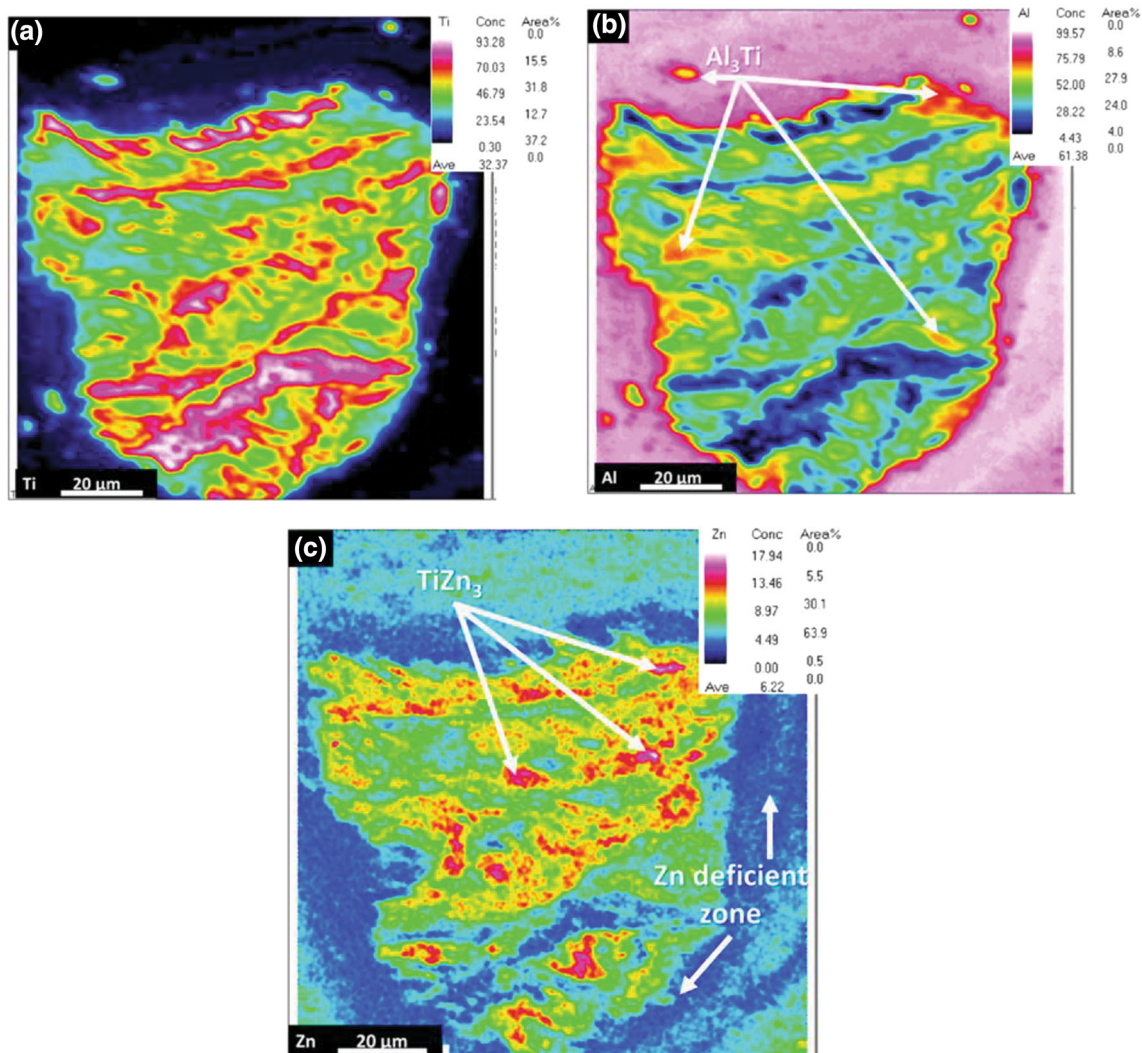 (a)
Ti Conc Area%
93.28 0.0
70.03 15.5
46.79 31.8
23.54 12.7
0.30 37.2
Ave 32.37 0.0
Ti 20 µm
(b)
Al Conc Area%
99.57 0.0
75.79 8.6
52.00 27.9
28.22 24.0
4.43 4.0
Ave 61.38 0.0
Al₃Ti
Al 20 µm
(c)
Zn Conc Area%
17.94 0.0
13.46 5.5
8.97 30.1
4.49 63.9
0.00 0.5
Ave 6.22 0.0
TiZn₃
Zn deficient
zone
Zn 20 µm